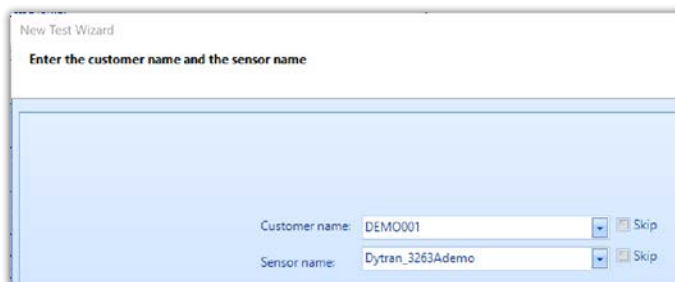 New Test Wizard
Enter the customer name and the sensor name
Customer name: DEMO001 Skip
Sensor name: Dytran_3263Ademo Skip